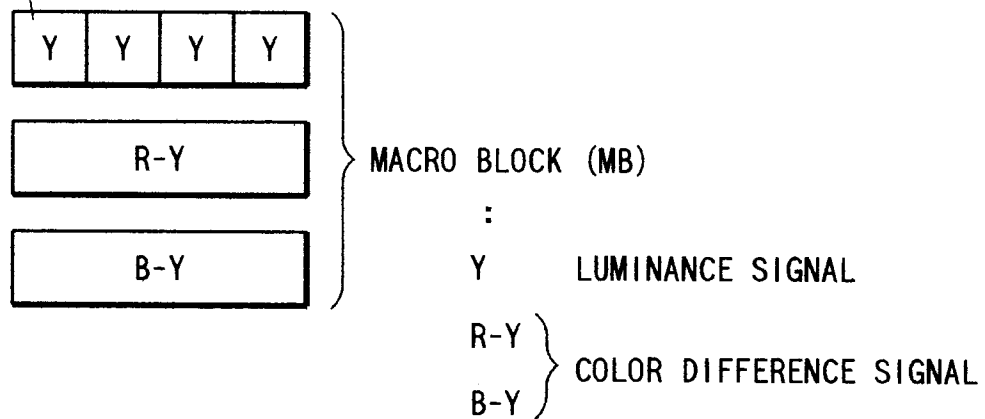 Y Y Y Y
R-Y
B-Y
MACRO BLOCK (MB)
:
Y LUMINANCE SIGNAL
R-Y
B-Y
COLOR DIFFERENCE SIGNAL